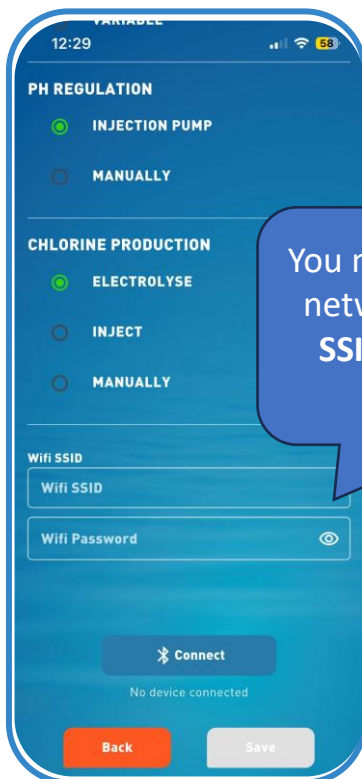 VARIABLE
12:29
58
PH REGULATION
INJECTION PUMP
MANUALLY
CHLORINE PRODUCTION
ELECTROLYSE
INJECT
MANUALLY
You
netw
SSI
Wifi SSID
Wifi SSID
Wifi Password
Connect
No device connected
Back
Save